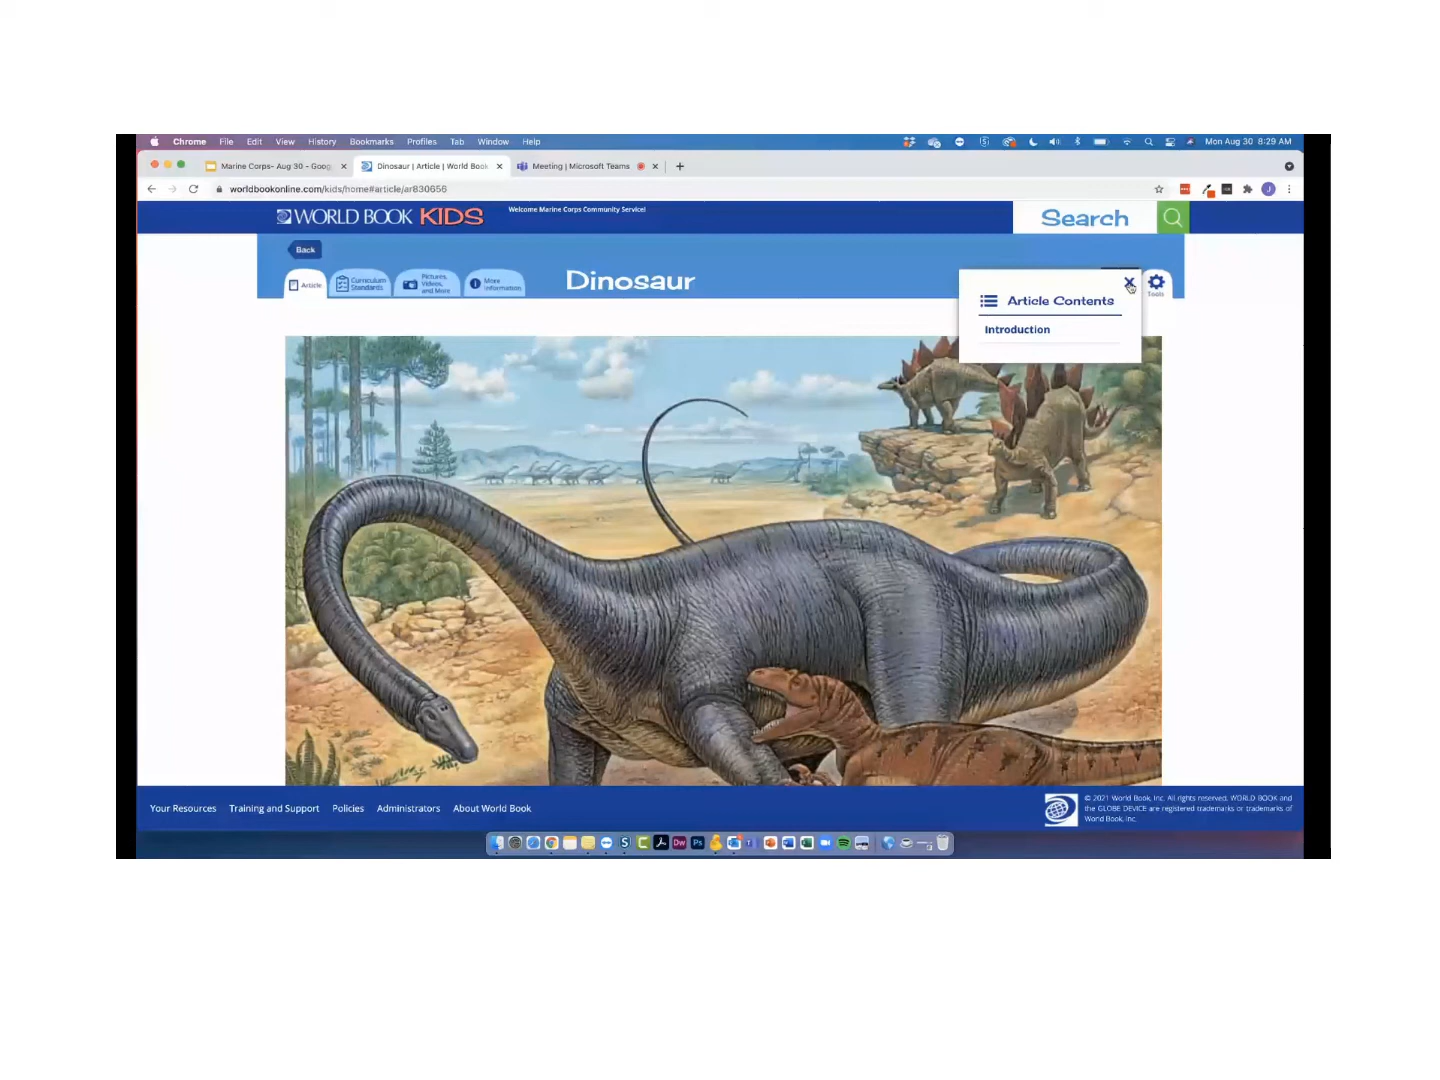 Chrome File Edit View History Bookmarks Profiles Tab Window Help Mon Aug 30 8:29 AM
Marine Corps- Aug 30 - Goog Dinosaur | Article | World Book Meeting | Microsoft Teams
worldbookonline.com/kids/home#article/ar830656
WORLD BOOK KIDS Welcome Marine Corps Community Service! Search
Back
Article
Curriculum Standards
Pictures, Videos, and More
More Information
Dinosaur
Tools
Article Contents
Introduction
Your Resources Training and Support Policies Administrators About World Book
© 2021 World Book, Inc. All rights reserved. WORLD BOOK and
the GLOBE DEVICE are registered trademarks or trademarks of
World Book, Inc.